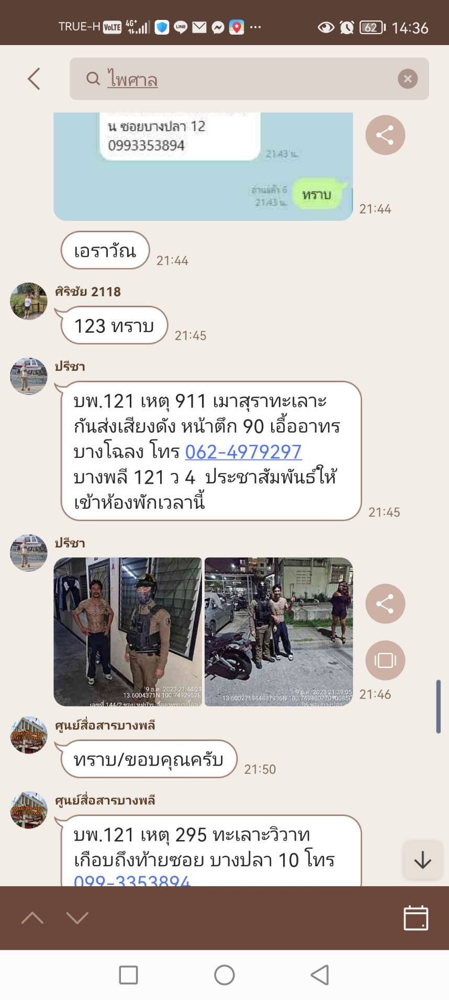 TRUE-H VoLTE 4G+ LINE 62 14:36
ไพศาล
น ซอยบางปลา 12
0993353894
21.43 น.
อ่านแล้ว 6
21.43 น.
ทราบ
21:44
เอราวัณ
21:44
ศิริชัย 2118
123 ทราบ
21:45
ปรีชา
บพ.121 เหตุ 911 เมาสุราทะเลาะ
กันส่งเสียงดัง หน้าตึก 90 เอื้ออาทร
บางโฉลง โทร 062-4979297
บางพลี 121 ว 4 ประชาสัมพันธ์ให้
เข้าห้องพักเวลานี้
21:45
ปรีชา
9 ธ.ค. 2023 21:44:21
13.6004371N 100.7492952E
เลขที่ 144/2 ซอย
9 ธ.ค. 2023 21:39:05
13.600271944887936N 100.74948077090085E
21:46
ศูนย์สื่อสารบางพลี
ทราบ/ขอบคุณครับ
21:50
ศูนย์สื่อสารบางพลี
บพ.121 เหตุ 295 ทะเลาะวิวาท
เกือบถึงท้ายซอย บางปลา 10 โทร
099-3353894